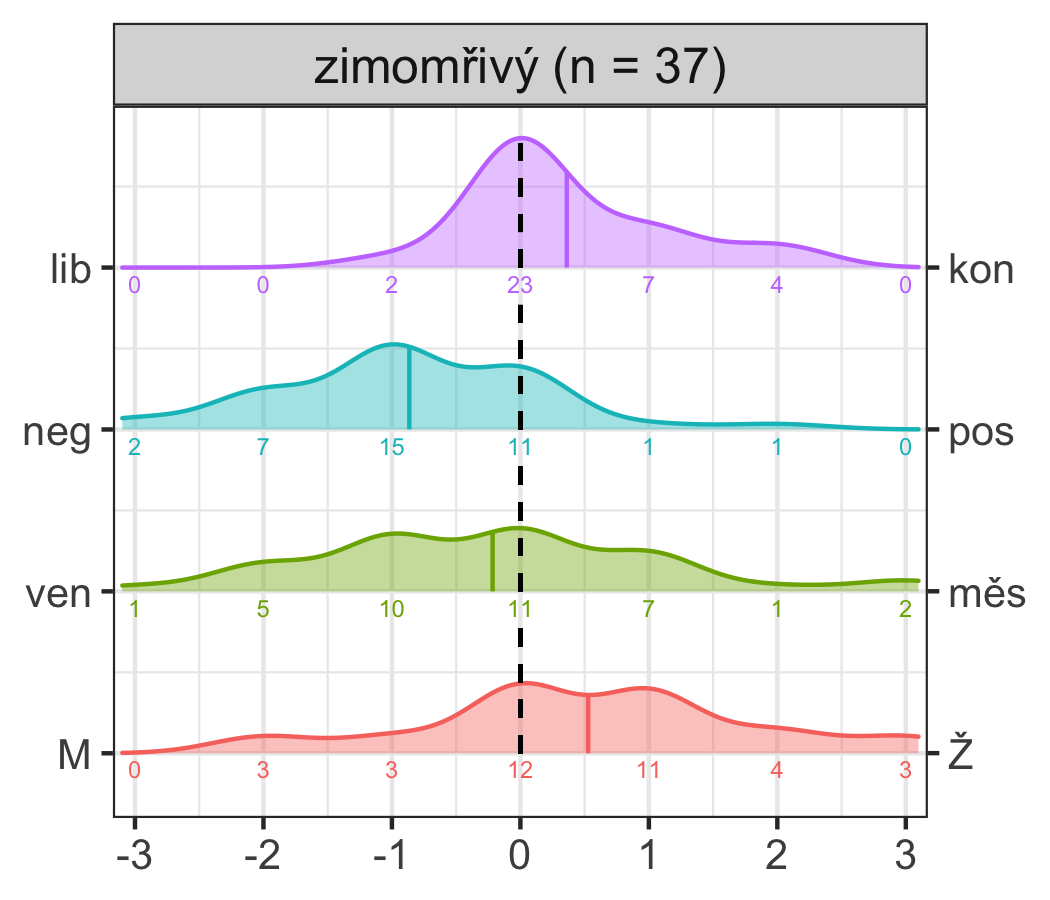 zimomřivý (n = 37)
lib kon
0 0 2 23 7 4 0
neg pos
2 7 15 11 1 1 0
ven měs
1 5 10 11 7 1 2
M Ž
0 3 3 12 11 4 3
-3 -2 -1 0 1 2 3